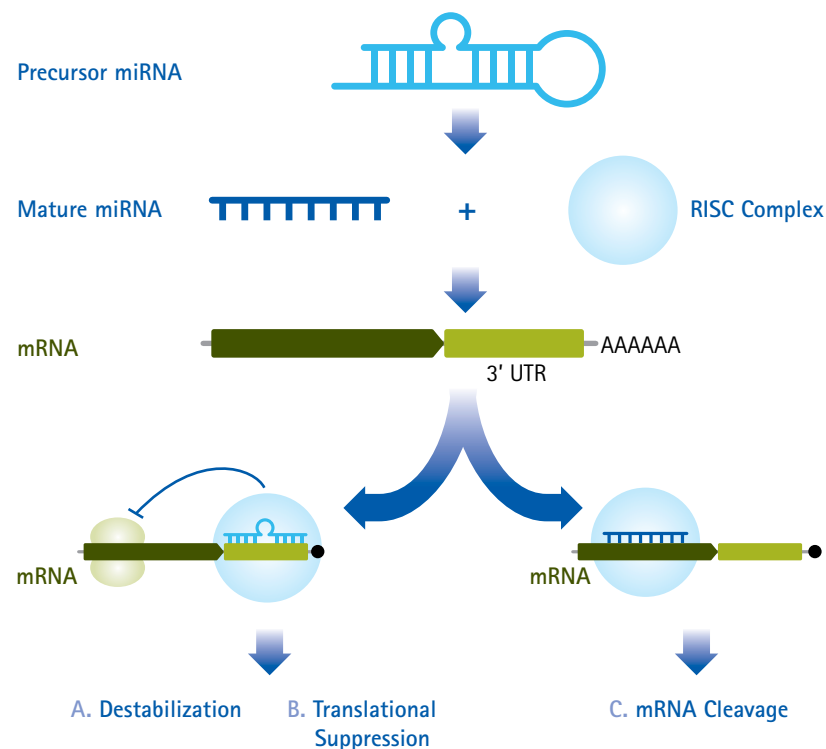 Precursor miRNA
Mature miRNA
+
RISC Complex
mRNA
AAAAAA
3' UTR
mRNA
mRNA
A. Destabilization
B. Translational
Suppression
C. mRNA Cleavage